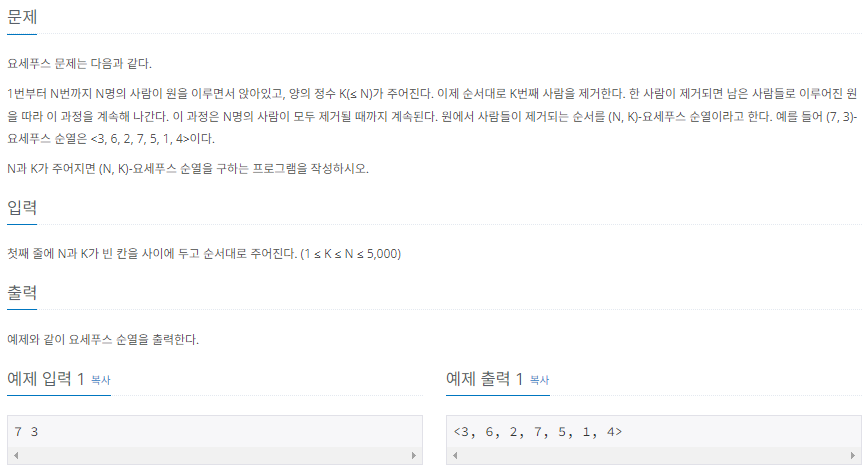 문제
요세푸스 문제는 다음과 같다.
1번부터 N번까지 N명의 사람이 원을 이루면서 앉아있고, 양의 정수 K(≤ N)가 주어진다. 이제 순서대로 K번째 사람을 제거한다. 한 사람이 제거되면 남은 사람들로 이루어진 원
을 따라 이 과정을 계속해 나간다. 이 과정은 N명의 사람이 모두 제거될 때까지 계속된다. 원에서 사람들이 제거되는 순서를 (N, K)-요세푸스 순열이라고 한다. 예를 들어 (7, 3)-
요세푸스 순열은 <3, 6, 2, 7, 5, 1, 4>이다.
N과 K가 주어지면 (N, K)-요세푸스 순열을 구하는 프로그램을 작성하시오.
입력
첫째 줄에 N과 K가 빈 칸을 사이에 두고 순서대로 주어진다. (1 ≤ K ≤ N ≤ 5,000)
출력
예제와 같이 요세푸스 순열을 출력한다.
예제 입력 1 복사
7 3
예제 출력 1 복사
<3, 6, 2, 7, 5, 1, 4>